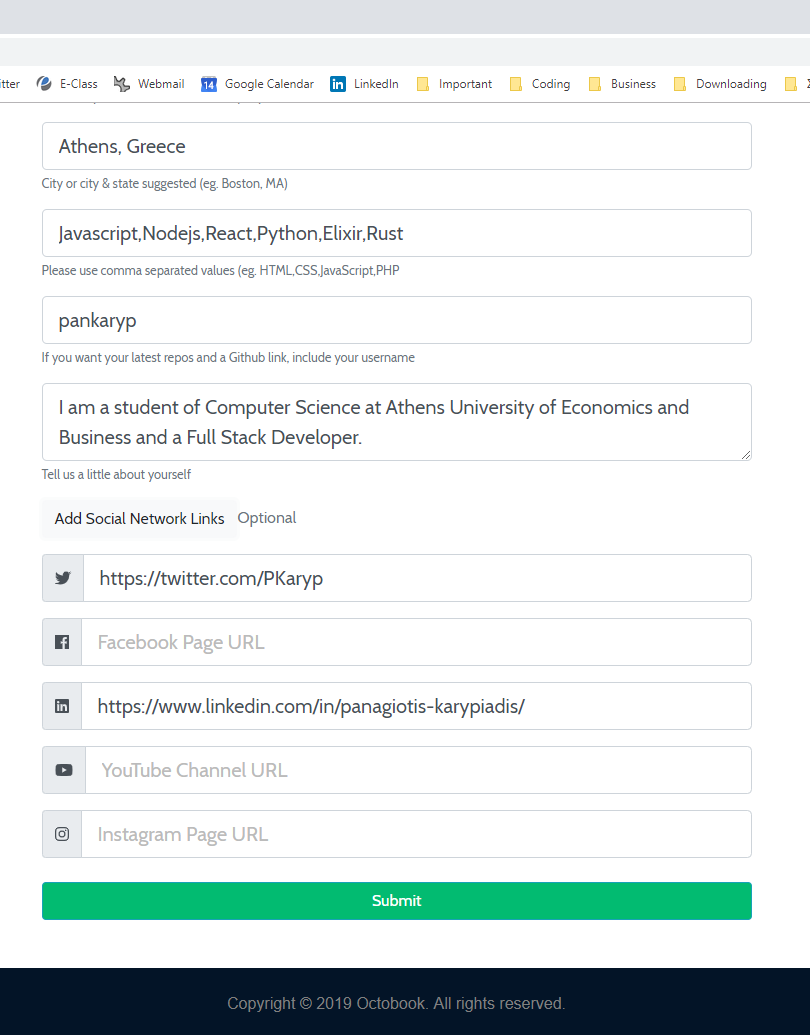 itter E-Class Webmail 14 Google Calendar in LinkedIn Important Coding Business Downloading
Athens, Greece
City or city & state suggested (eg. Boston, MA)
Javascript,Nodejs,React,Python,Elixir,Rust
Please use comma separated values (eg. HTML,CSS,JavaScript,PHP
pankaryp
If you want your latest repos and a Github link, include your username
I am a student of Computer Science at Athens University of Economics and
Business and a Full Stack Developer.
Tell us a little about yourself
Add Social Network Links Optional
https://twitter.com/PKaryp
Facebook Page URL
in https://www.linkedin.com/in/panagiotis-karypiadis/
YouTube Channel URL
Instagram Page URL
Submit
Copyright © 2019 Octobook. All rights reserved.